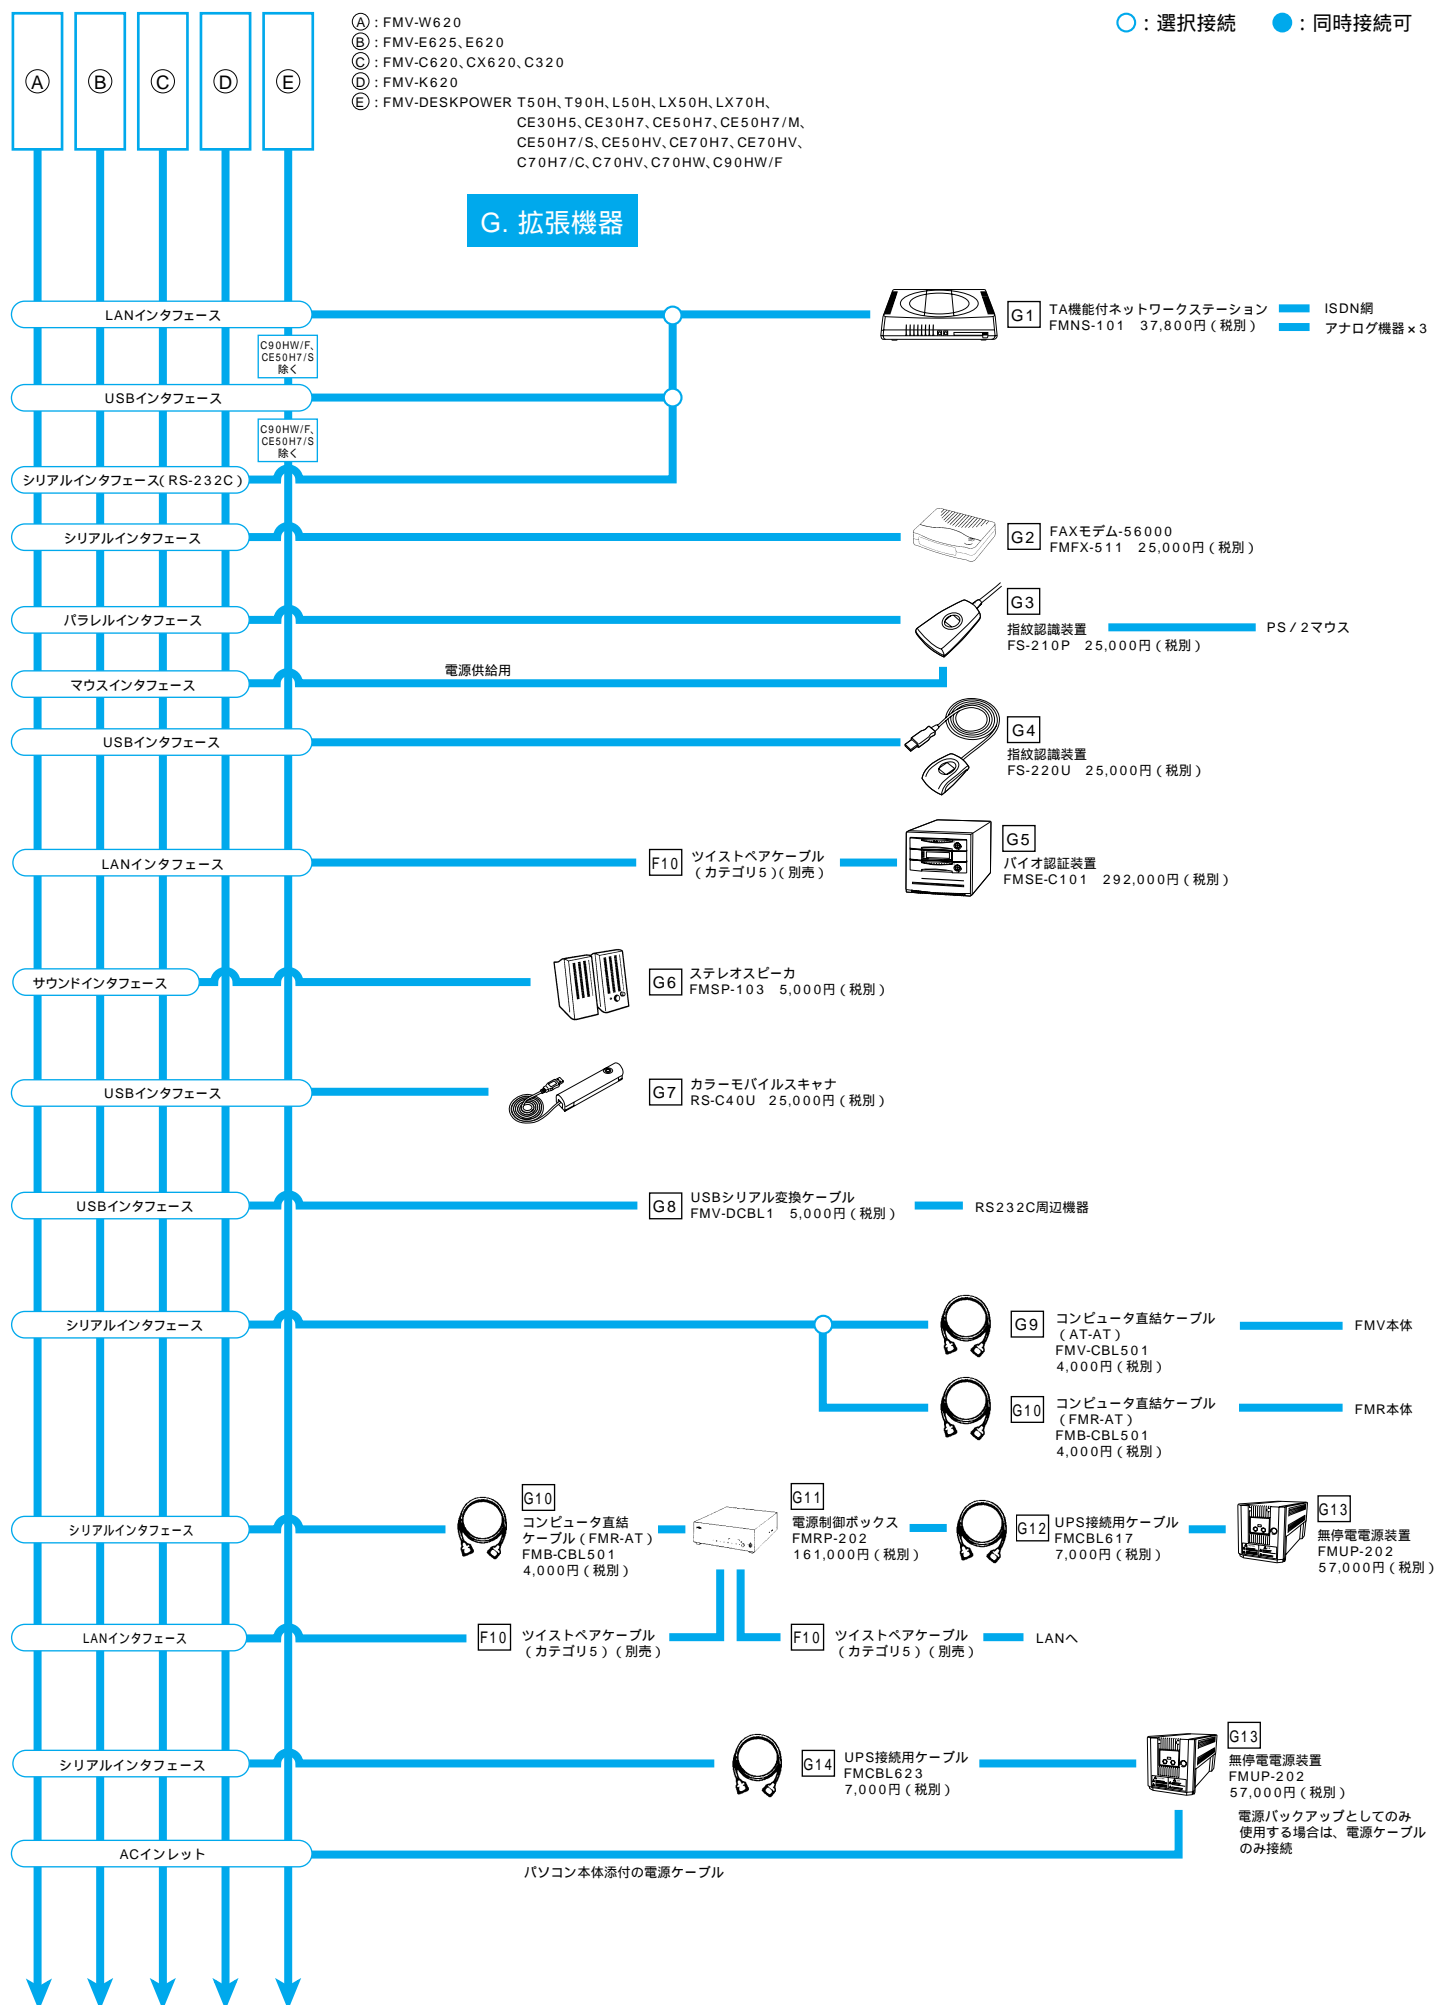 Ⓐ：FMV-W620
Ⓑ：FMV-E625、E620
Ⓒ：FMV-C620、CX620、C320
Ⓓ：FMV-K620
Ⓔ：FMV-DESKPOWER T50H、T90H、L50H、LX50H、LX70H、
CE30H5、CE30H7、CE50H7、CE50H7/M、
CE50H7/S、CE50HV、CE70H7、CE70HV、
C70H7/C、C70HV、C70HW、C90HW/F
○：選択接続　●：同時接続可
Ⓐ Ⓑ Ⓒ Ⓓ Ⓔ
G. 拡張機器
LANインタフェース
G1 TA機能付ネットワークステーション
FMNS-101　37,800円（税別）
ISDN網
アナログ機器×3
C90HW/F、
CE50H7/S
除く
USBインタフェース
C90HW/F、
CE50H7/S
除く
シリアルインタフェース（RS-232C）
シリアルインタフェース
G2 FAXモデム-56000
FMFX-511　25,000円（税別）
パラレルインタフェース
G3
指紋認識装置
FS-210P　25,000円（税別）
PS/2マウス
マウスインタフェース
電源供給用
USBインタフェース
G4
指紋認識装置
FS-220U　25,000円（税別）
LANインタフェース
F10 ツイストペアケーブル
（カテゴリ5）（別売）
G5
バイオ認証装置
FMSE-C101　292,000円（税別）
サウンドインタフェース
G6 ステレオスピーカ
FMSP-103　5,000円（税別）
USBインタフェース
G7 カラーモバイルスキャナ
RS-C40U　25,000円（税別）
USBインタフェース
G8 USBシリアル変換ケーブル
FMV-DCBL1　5,000円（税別）
RS232C周辺機器
シリアルインタフェース
G9 コンピュータ直結ケーブル
（AT-AT）
FMV-CBL501
4,000円（税別）
FMV本体
G10 コンピュータ直結ケーブル
（FMR-AT）
FMB-CBL501
4,000円（税別）
FMR本体
シリアルインタフェース
G10
コンピュータ直結
ケーブル（FMR-AT）
FMB-CBL501
4,000円（税別）
G11
電源制御ボックス
FMRP-202
161,000円（税別）
G12 UPS接続用ケーブル
FMCBL617
7,000円（税別）
G13
無停電電源装置
FMUP-202
57,000円（税別）
LANインタフェース
F10 ツイストペアケーブル
（カテゴリ5）（別売）
F10 ツイストペアケーブル
（カテゴリ5）（別売）
LANへ
シリアルインタフェース
G14 UPS接続用ケーブル
FMCBL623
7,000円（税別）
G13
無停電電源装置
FMUP-202
57,000円（税別）
電源バックアップとしてのみ
使用する場合は、電源ケーブル
のみ接続
ACインレット
パソコン本体添付の電源ケーブル